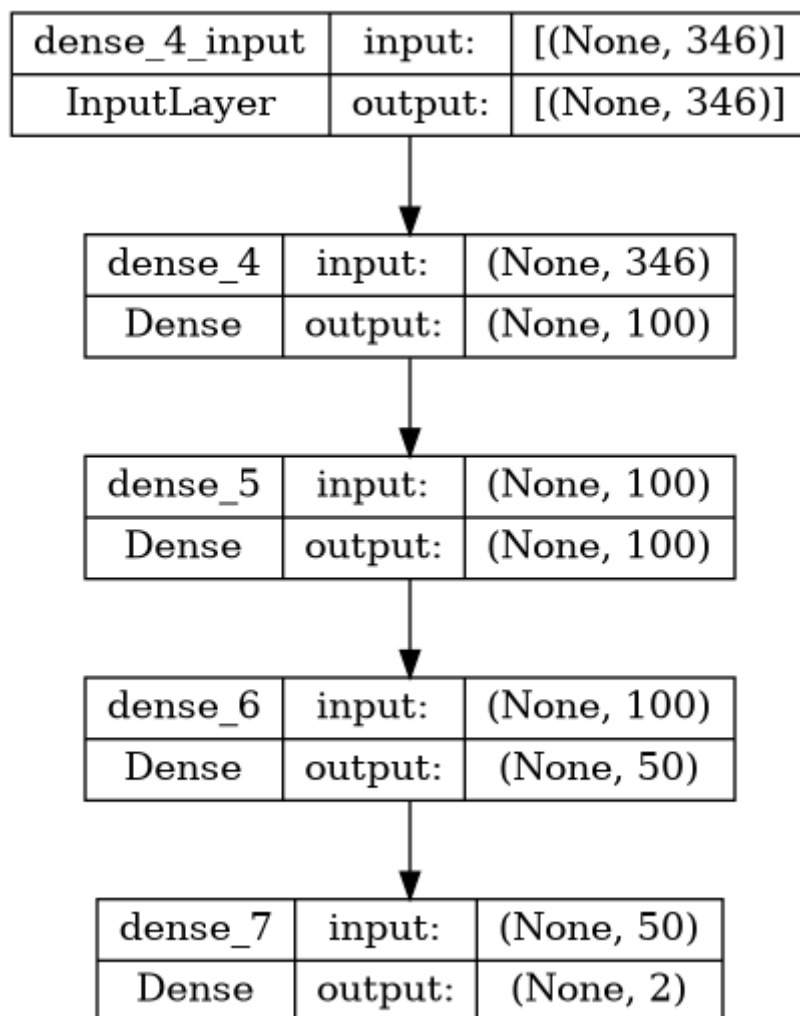 dense_4_input input: [(None, 346)]
InputLayer output: [(None, 346)]
dense_4 input: (None, 346)
Dense output: (None, 100)
dense_5 input: (None, 100)
Dense output: (None, 100)
dense_6 input: (None, 100)
Dense output: (None, 50)
dense_7 input: (None, 50)
Dense output: (None, 2)